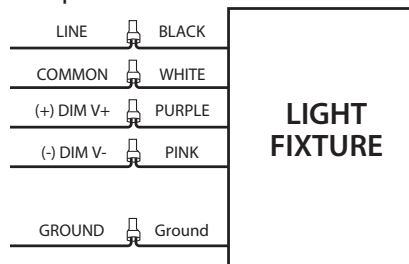 LINE BLACK
COMMON WHITE
(+) DIM V+ PURPLE
(-) DIM V- PINK
GROUND Ground
LIGHT
FIXTURE